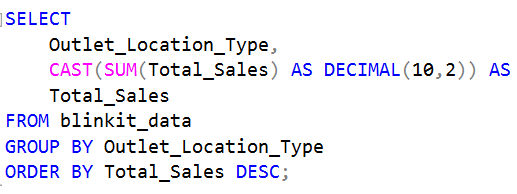 SELECT
    Outlet_Location_Type,
    CAST(SUM(Total_Sales) AS DECIMAL(10,2)) AS
    Total_Sales
FROM blinkit_data
GROUP BY Outlet_Location_Type
ORDER BY Total_Sales DESC;